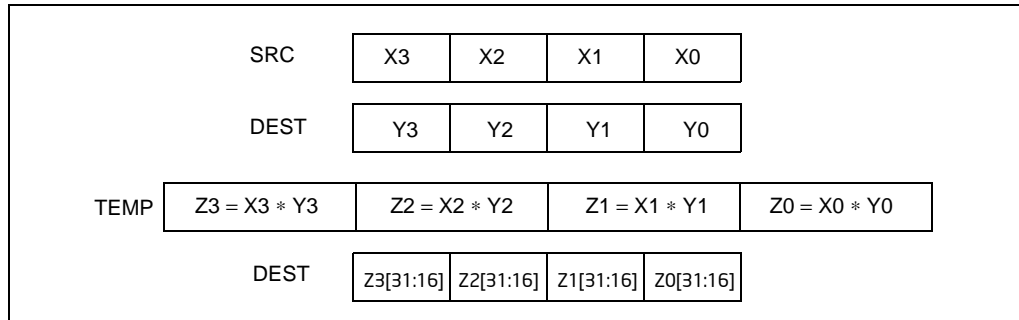 SRC X3 X2 X1 X0
DEST Y3 Y2 Y1 Y0
TEMP Z3 = X3 ∗ Y3 Z2 = X2 ∗ Y2 Z1 = X1 ∗ Y1 Z0 = X0 ∗ Y0
DEST Z3[31:16] Z2[31:16] Z1[31:16] Z0[31:16]